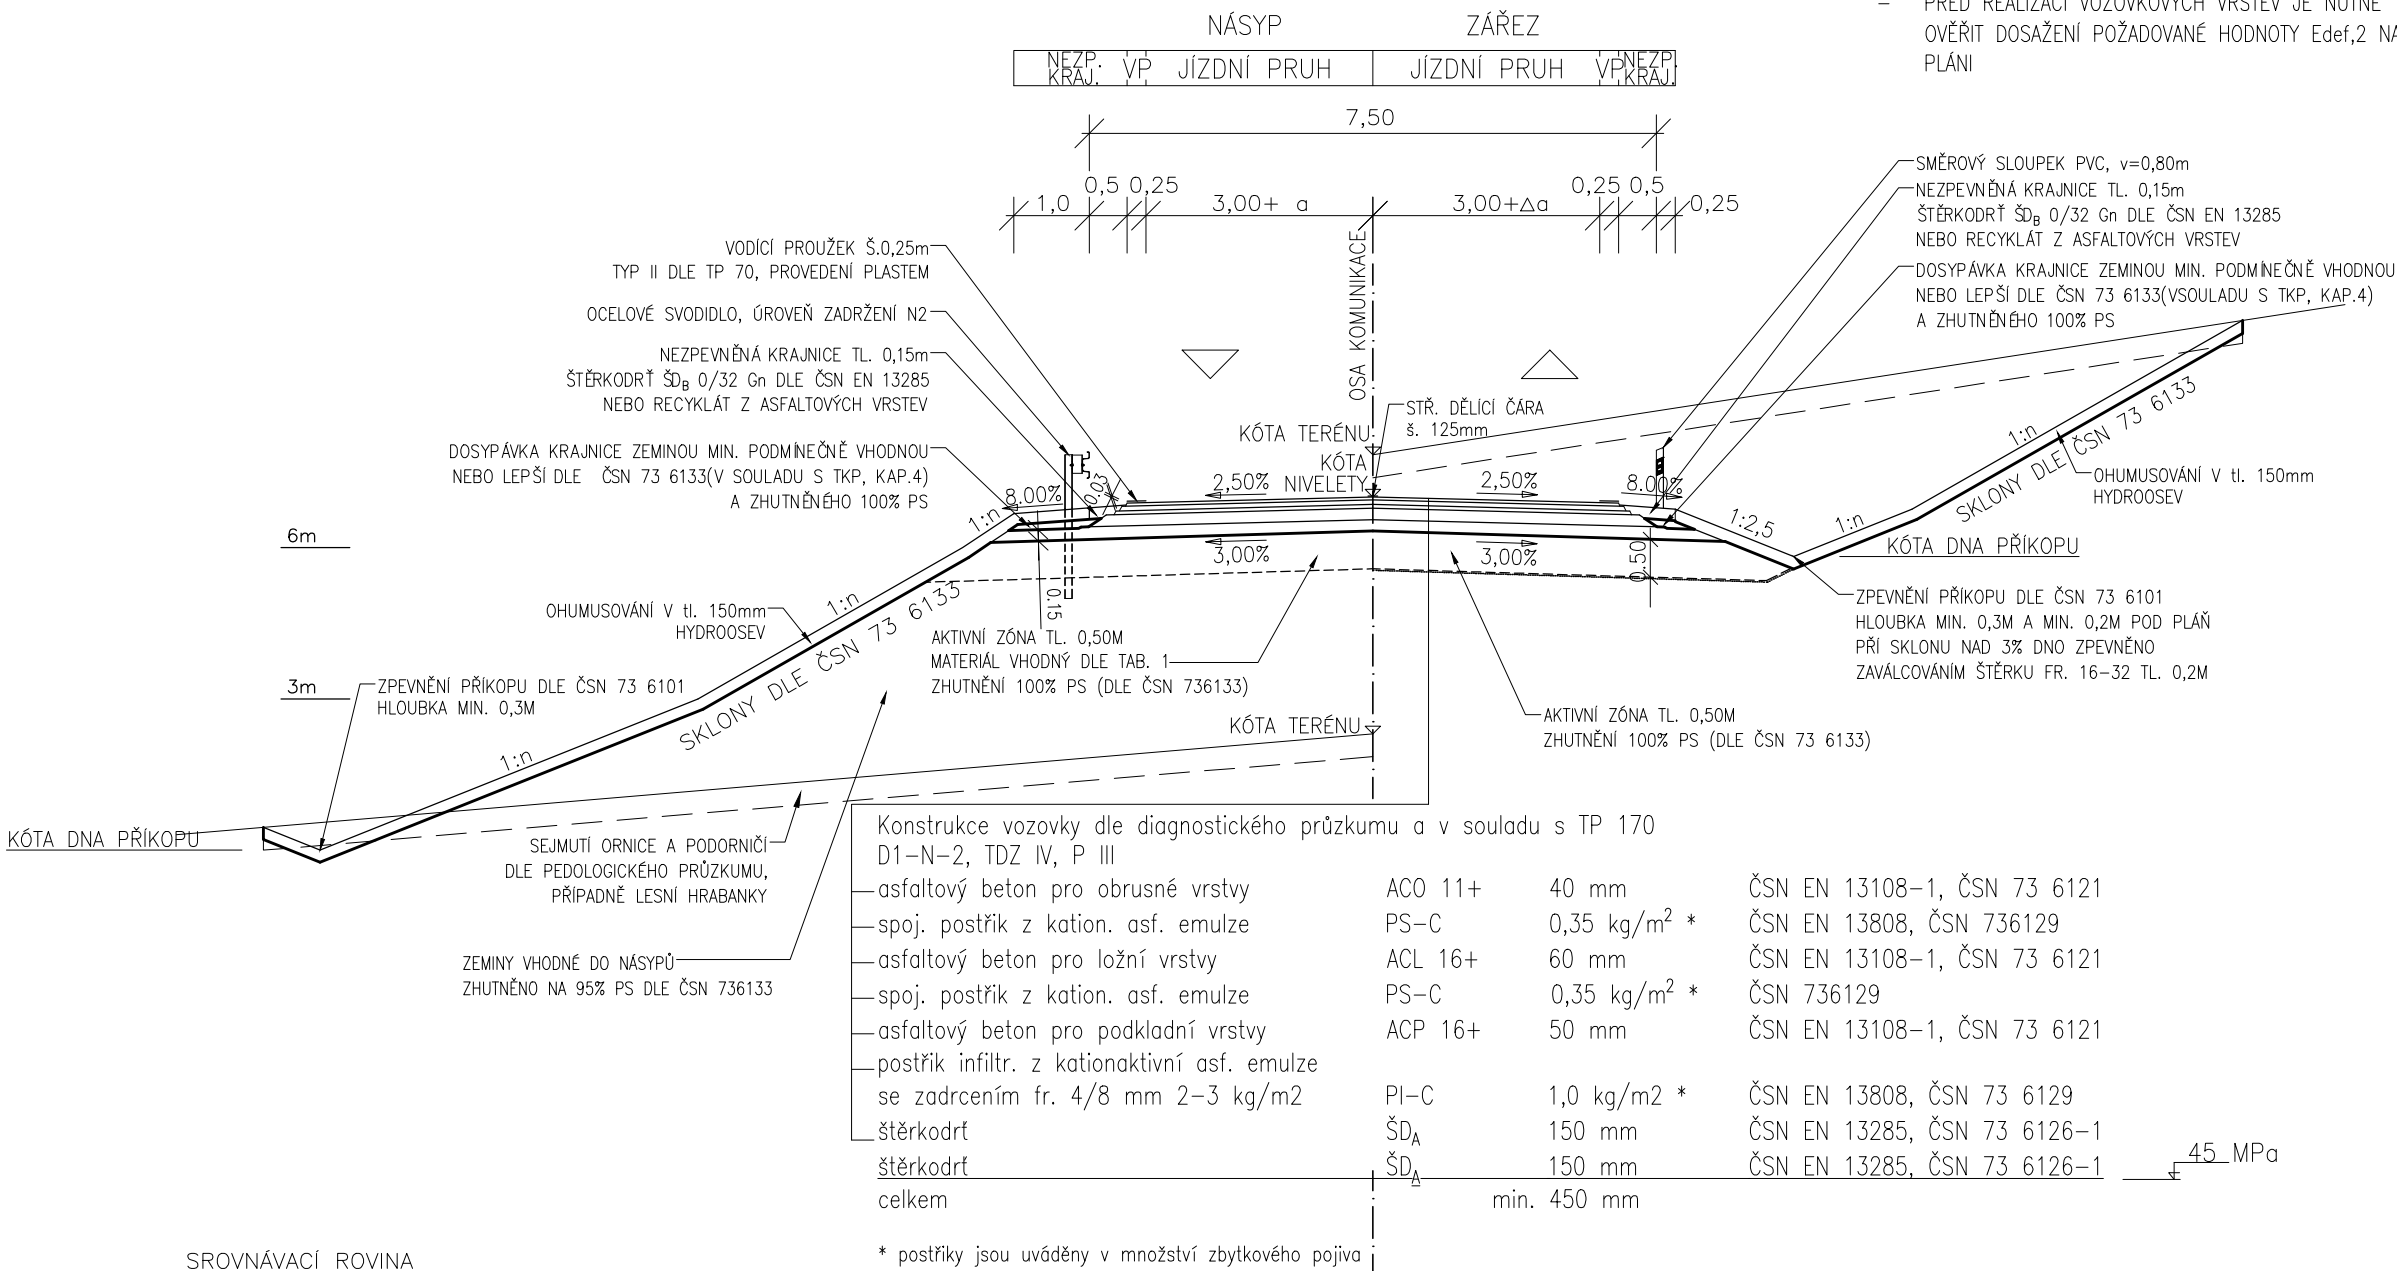 – PŘED REALIZACÍ VOZOVKOVÝCH VRSTEV JE NUTNÉ
OVĚŘIT DOSAŽENÍ POŽADOVANÉ HODNOTY Edef,2 NA
PLÁNI
NÁSYP ZÁŘEZ
NEZP. KRAJ. VP JÍZDNÍ PRUH JÍZDNÍ PRUH VP NEZP. KRAJ.
7,50
0,5 0,25 0,25 0,5
1,0 3,00+ a 3,00+Δa 0,25
OSA KOMUNIKACE
VODÍCÍ PROUŽEK Š.0,25m
TYP II DLE TP 70, PROVEDENÍ PLASTEM
OCELOVÉ SVODIDLO, ÚROVEŇ ZADRŽENÍ N2
NEZPEVNĚNÁ KRAJNICE TL. 0,15m
ŠTĚRKODRŤ ŠDB 0/32 Gn DLE ČSN EN 13285
NEBO RECYKLÁT Z ASFALTOVÝCH VRSTEV
DOSYPÁVKA KRAJNICE ZEMINOU MIN. PODMÍNEČNĚ VHODNOU
NEBO LEPŠÍ DLE ČSN 73 6133(V SOULADU S TKP, KAP.4)
A ZHUTNĚNÉHO 100% PS
SMĚROVÝ SLOUPEK PVC, v=0,80m
NEZPEVNĚNÁ KRAJNICE TL. 0,15m
ŠTĚRKODRŤ ŠDB 0/32 Gn DLE ČSN EN 13285
NEBO RECYKLÁT Z ASFALTOVÝCH VRSTEV
DOSYPÁVKA KRAJNICE ZEMINOU MIN. PODMÍNEČNĚ VHODNOU
NEBO LEPŠÍ DLE ČSN 73 6133(VSOULADU S TKP, KAP.4)
A ZHUTNĚNÉHO 100% PS
STŘ. DĚLÍCÍ ČÁRA
š. 125mm
KÓTA TERÉNU
KÓTA
NIVELETY
8.00% 0,03 2,50% 2,50% 8.00%
3,00% 3,00%
0.15
0,50
1:n
1:n
1:n
1:2,5
1:n
1:n
SKLONY DLE ČSN 73 6133
SKLONY DLE ČSN 73 6133
OHUMUSOVÁNÍ V tl. 150mm
HYDROOSEV
KÓTA DNA PŘÍKOPU
6m
3m
OHUMUSOVÁNÍ V tl. 150mm
HYDROOSEV
ZPEVNĚNÍ PŘÍKOPU DLE ČSN 73 6101
HLOUBKA MIN. 0,3M
AKTIVNÍ ZÓNA TL. 0,50M
MATERIÁL VHODNÝ DLE TAB. 1
ZHUTNĚNÍ 100% PS (DLE ČSN 736133)
ZPEVNĚNÍ PŘÍKOPU DLE ČSN 73 6101
HLOUBKA MIN. 0,3M A MIN. 0,2M POD PLÁŇ
PŘÍ SKLONU NAD 3% DNO ZPEVNĚNO
ZAVÁLCOVÁNÍM ŠTĚRKU FR. 16–32 TL. 0,2M
AKTIVNÍ ZÓNA TL. 0,50M
ZHUTNĚNÍ 100% PS (DLE ČSN 73 6133)
KÓTA TERÉNU
KÓTA DNA PŘÍKOPU
SEJMUTÍ ORNICE A PODORNIČÍ
DLE PEDOLOGICKÉHO PRŮZKUMU,
PŘÍPADNĚ LESNÍ HRABANKY
ZEMINY VHODNÉ DO NÁSYPŮ
ZHUTNĚNO NA 95% PS DLE ČSN 736133
Konstrukce vozovky dle diagnostického průzkumu a v souladu s TP 170
D1–N–2, TDZ IV, P III
asfaltový beton pro obrusné vrstvy ACO 11+ 40 mm ČSN EN 13108–1, ČSN 73 6121
spoj. postřik z kation. asf. emulze PS–C 0,35 kg/m² * ČSN EN 13808, ČSN 736129
asfaltový beton pro ložní vrstvy ACL 16+ 60 mm ČSN EN 13108–1, ČSN 73 6121
spoj. postřik z kation. asf. emulze PS–C 0,35 kg/m² * ČSN 736129
asfaltový beton pro podkladní vrstvy ACP 16+ 50 mm ČSN EN 13108–1, ČSN 73 6121
postřik infiltr. z kationaktivní asf. emulze
se zadrcením fr. 4/8 mm 2–3 kg/m2 PI–C 1,0 kg/m2 * ČSN EN 13808, ČSN 73 6129
štěrkodrť ŠDA 150 mm ČSN EN 13285, ČSN 73 6126–1
štěrkodrť ŠDA 150 mm ČSN EN 13285, ČSN 73 6126–1
45 MPa
celkem min. 450 mm
* postřiky jsou uváděny v množství zbytkového pojiva
SROVNÁVACÍ ROVINA